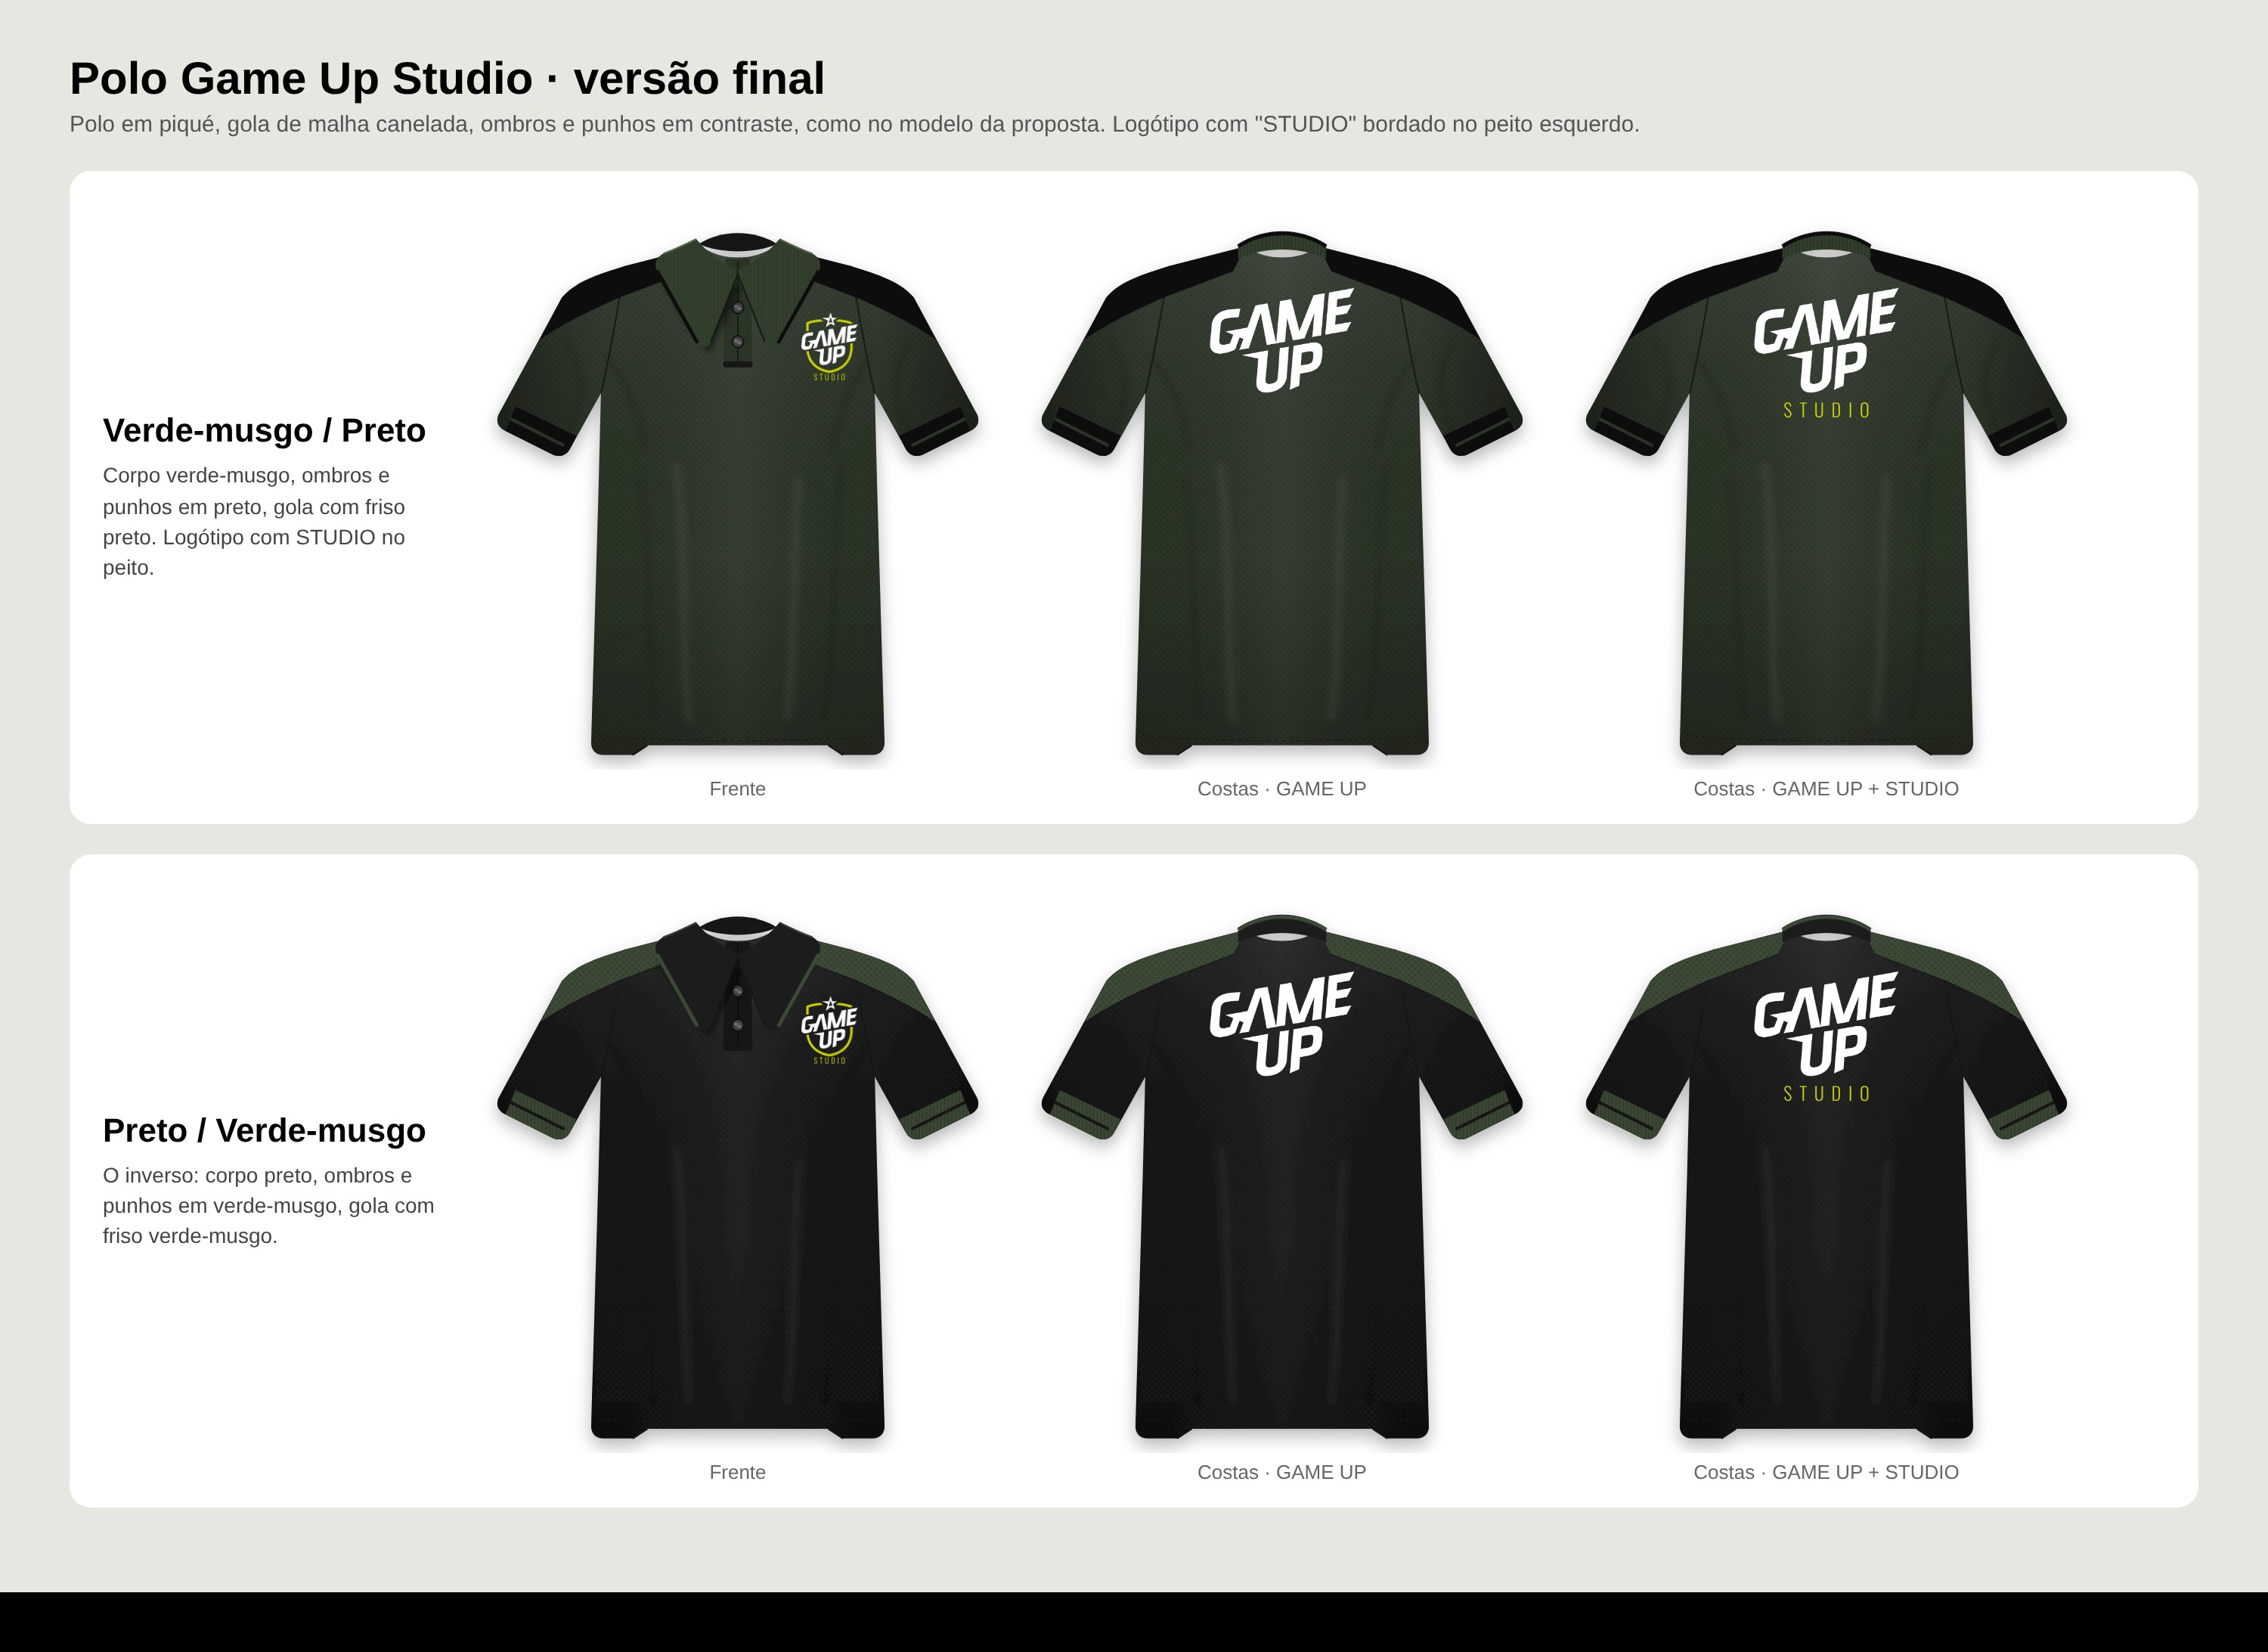 Polo Game Up Studio · versão final
Polo em piqué, gola de malha canelada, ombros e punhos em contraste, como no modelo da proposta. Logótipo com "STUDIO" bordado no peito esquerdo.
Verde-musgo / Preto
Corpo verde-musgo, ombros e
punhos em preto, gola com friso
preto. Logótipo com STUDIO no
peito.
GAME
UP
STUDIO
Frente
GAME
UP
Costas · GAME UP
GAME
UP
STUDIO
Costas · GAME UP + STUDIO
Preto / Verde-musgo
O inverso: corpo preto, ombros e
punhos em verde-musgo, gola com
friso verde-musgo.
GAME
UP
STUDIO
Frente
GAME
UP
Costas · GAME UP
GAME
UP
STUDIO
Costas · GAME UP + STUDIO